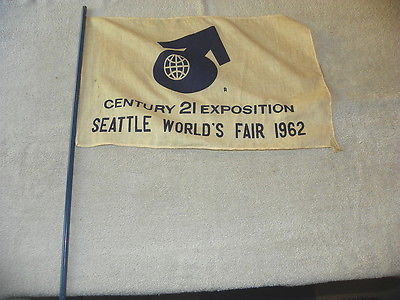 CENTURY 21 EXPOSITION
SEATTLE WORLD'S FAIR 1962